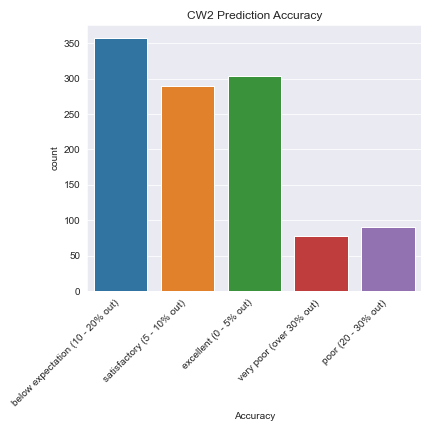 CW2 Prediction Accuracy
350
300
250
200
150
100
50
0
count
below expectation (10 - 20% out)
satisfactory (5 - 10% out)
excellent (0 - 5% out)
very poor (over 30% out)
poor (20 - 30% out)
Accuracy